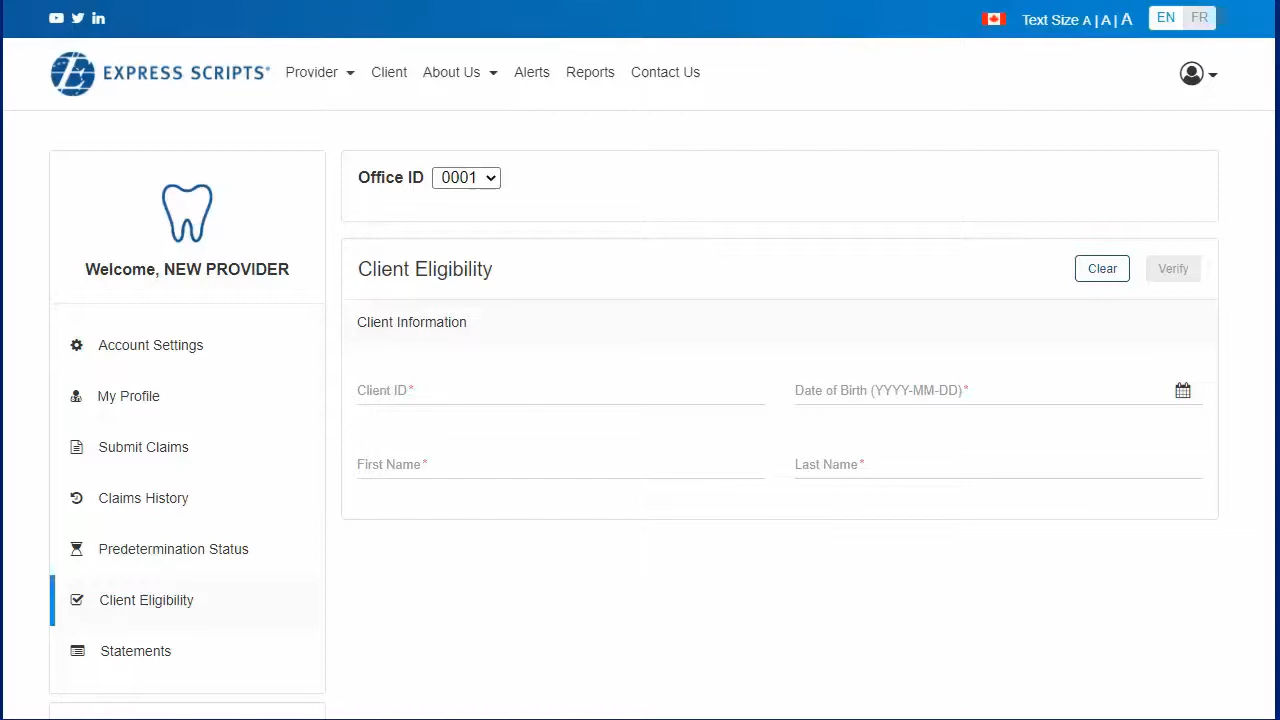 Text Size A | A | A EN FR
EXPRESS SCRIPTS® Provider Client About Us Alerts Reports Contact Us
Welcome, NEW PROVIDER
Account Settings
My Profile
Submit Claims
Claims History
Predetermination Status
Client Eligibility
Statements
Office ID 0001
Client Eligibility Clear Verify
Client Information
Client ID* Date of Birth (YYYY-MM-DD)*
First Name* Last Name*